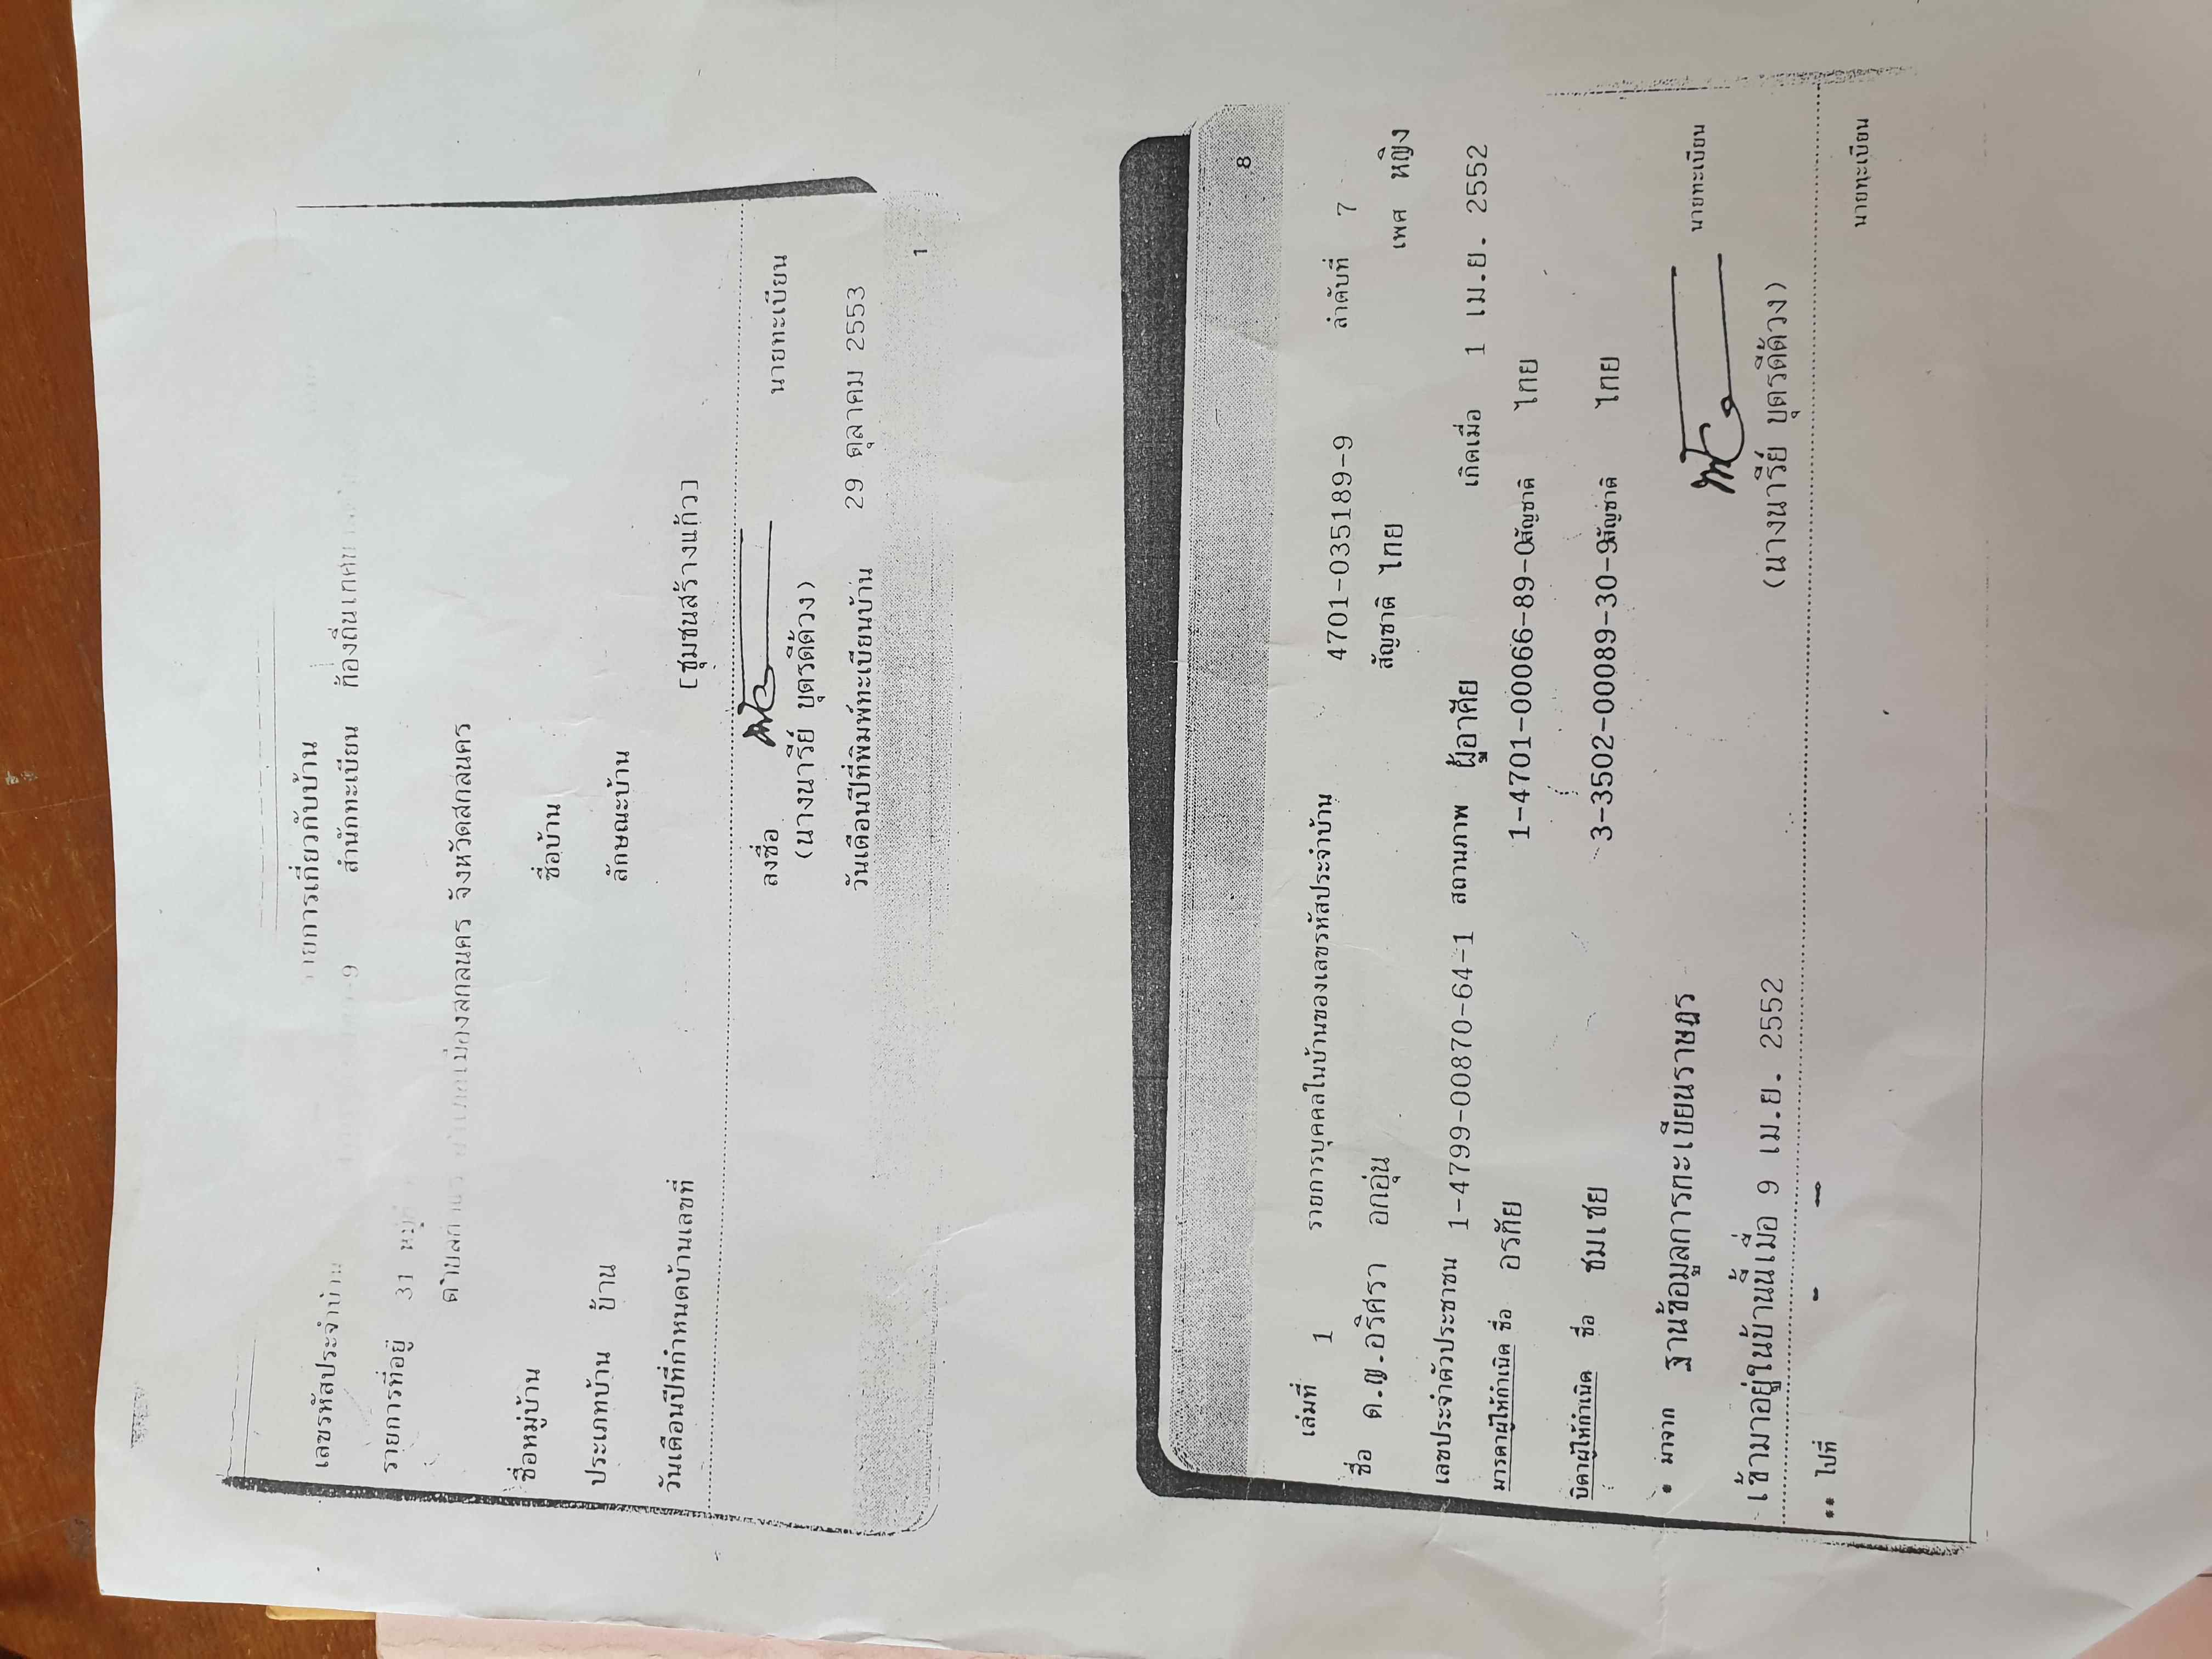 รายการเกี่ยวกับบ้าน
เลขรหัสประจำบ้าน 9 สำนักทะเบียน ท้องถิ่นเทศบาล
รายการที่อยู่ 31 หมู่ที่
ตำบล อำเภอเมืองสกลนคร จังหวัดสกลนคร
ชื่อหมู่บ้าน ชื่อบ้าน
ประเภทบ้าน บ้าน ลักษณะบ้าน
วันเดือนปีที่กำหนดบ้านเลขที่ [ชุมชนสร้างแก้ว]
ลงชื่อ นายทะเบียน
(นางนารีย์ บุตรดีด้วง)
วันเดือนปีที่พิมพ์ทะเบียนบ้าน 29 ตุลาคม 2553
1
8
เล่มที่ 1 รายการบุคคลในบ้านของเลขรหัสประจำบ้าน 4701-035189-9 ลำดับที่ 7
ชื่อ ด.ญ.อริศรา อกอุ่น สัญชาติ ไทย เพศ หญิง
เลขประจำตัวประชาชน 1-4799-00870-64-1 สถานภาพ ผู้อาศัย เกิดเมื่อ 1 เม.ย. 2552
มารดาผู้ให้กำเนิด ชื่อ อรทัย 1-4701-00066-89-0 สัญชาติ ไทย
บิดาผู้ให้กำเนิด ชื่อ ชมเชย 3-3502-00089-30-9 สัญชาติ ไทย
* มาจาก ฐานข้อมูลการทะเบียนราษฎร
นายทะเบียน
เข้ามาอยู่ในบ้านนี้เมื่อ 9 เม.ย. 2552 (นางนารีย์ บุตรดีด้วง)
** ไปที่ - -
นายทะเบียน